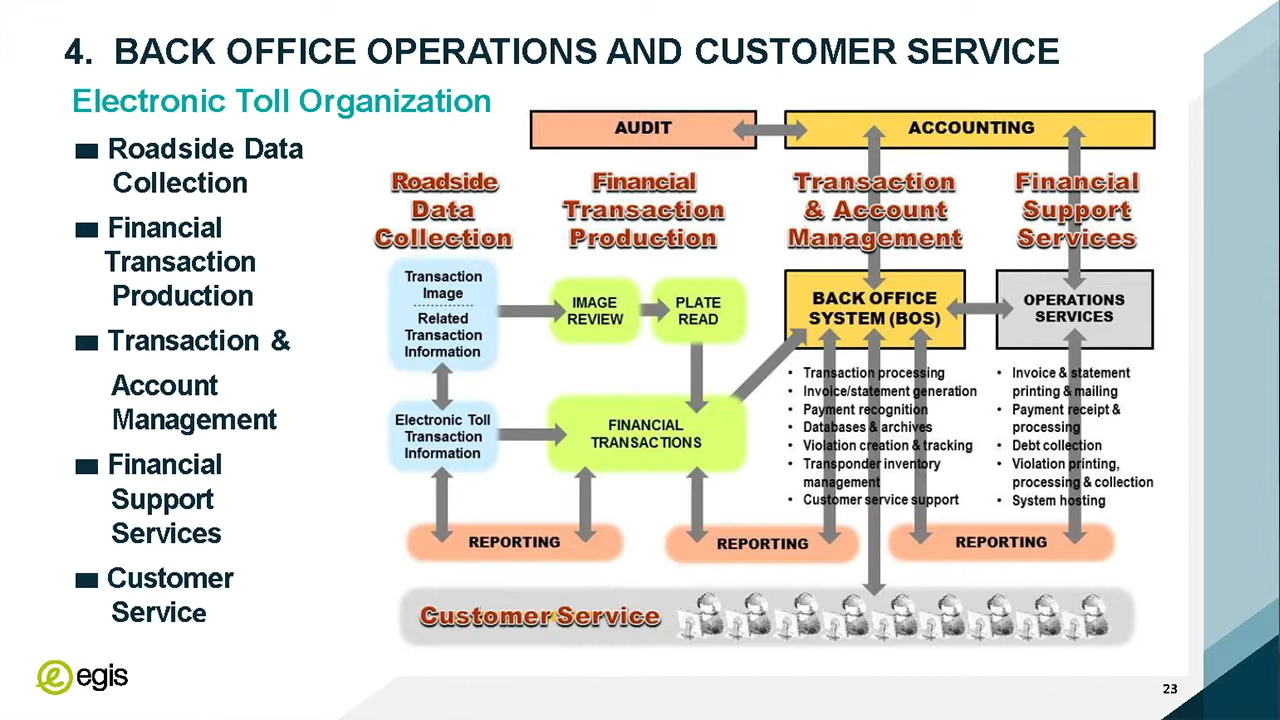 4. BACK OFFICE OPERATIONS AND CUSTOMER SERVICE
Electronic Toll Organization
Roadside Data
Collection
Financial
Transaction
Production
Transaction &
Account
Management
Financial
Support
Services
Customer
Service
AUDIT
ACCOUNTING
Roadside
Data
Collection
Financial
Transaction
Production
Transaction
& Account
Management
Financial
Support
Services
Transaction
Image
Related
Transaction
Information
IMAGE
REVIEW
PLATE
READ
BACK OFFICE
SYSTEM (BOS)
OPERATIONS
SERVICES
Electronic Toll
Transaction
Information
FINANCIAL
TRANSACTIONS
• Transaction processing
• Invoice/statement generation
• Payment recognition
• Databases & archives
• Violation creation & tracking
• Transponder inventory
management
• Customer service support
• Invoice & statement
printing & mailing
• Payment receipt &
processing
• Debt collection
• Violation printing,
processing & collection
• System hosting
REPORTING
REPORTING
REPORTING
Customer Service
egis
23